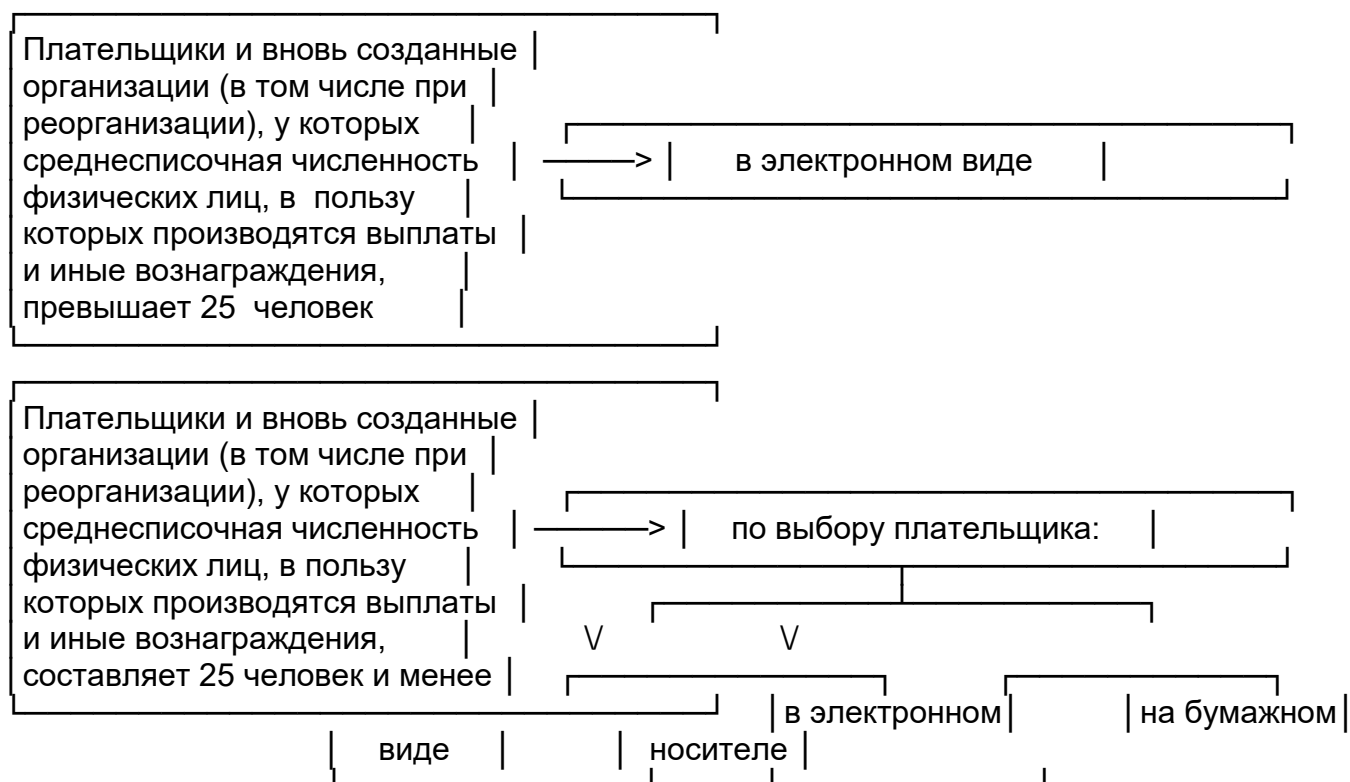 Плательщики и вновь созданные
организации (в том числе при
реорганизации), у которых
среднесписочная численность
физических лиц, в пользу
которых производятся выплаты
и иные вознаграждения,
превышает 25 человек
в электронном виде
Плательщики и вновь созданные
организации (в том числе при
реорганизации), у которых
среднесписочная численность
физических лиц, в пользу
которых производятся выплаты
и иные вознаграждения,
составляет 25 человек и менее
по выбору плательщика:
в электронном
виде
на бумажном
носителе